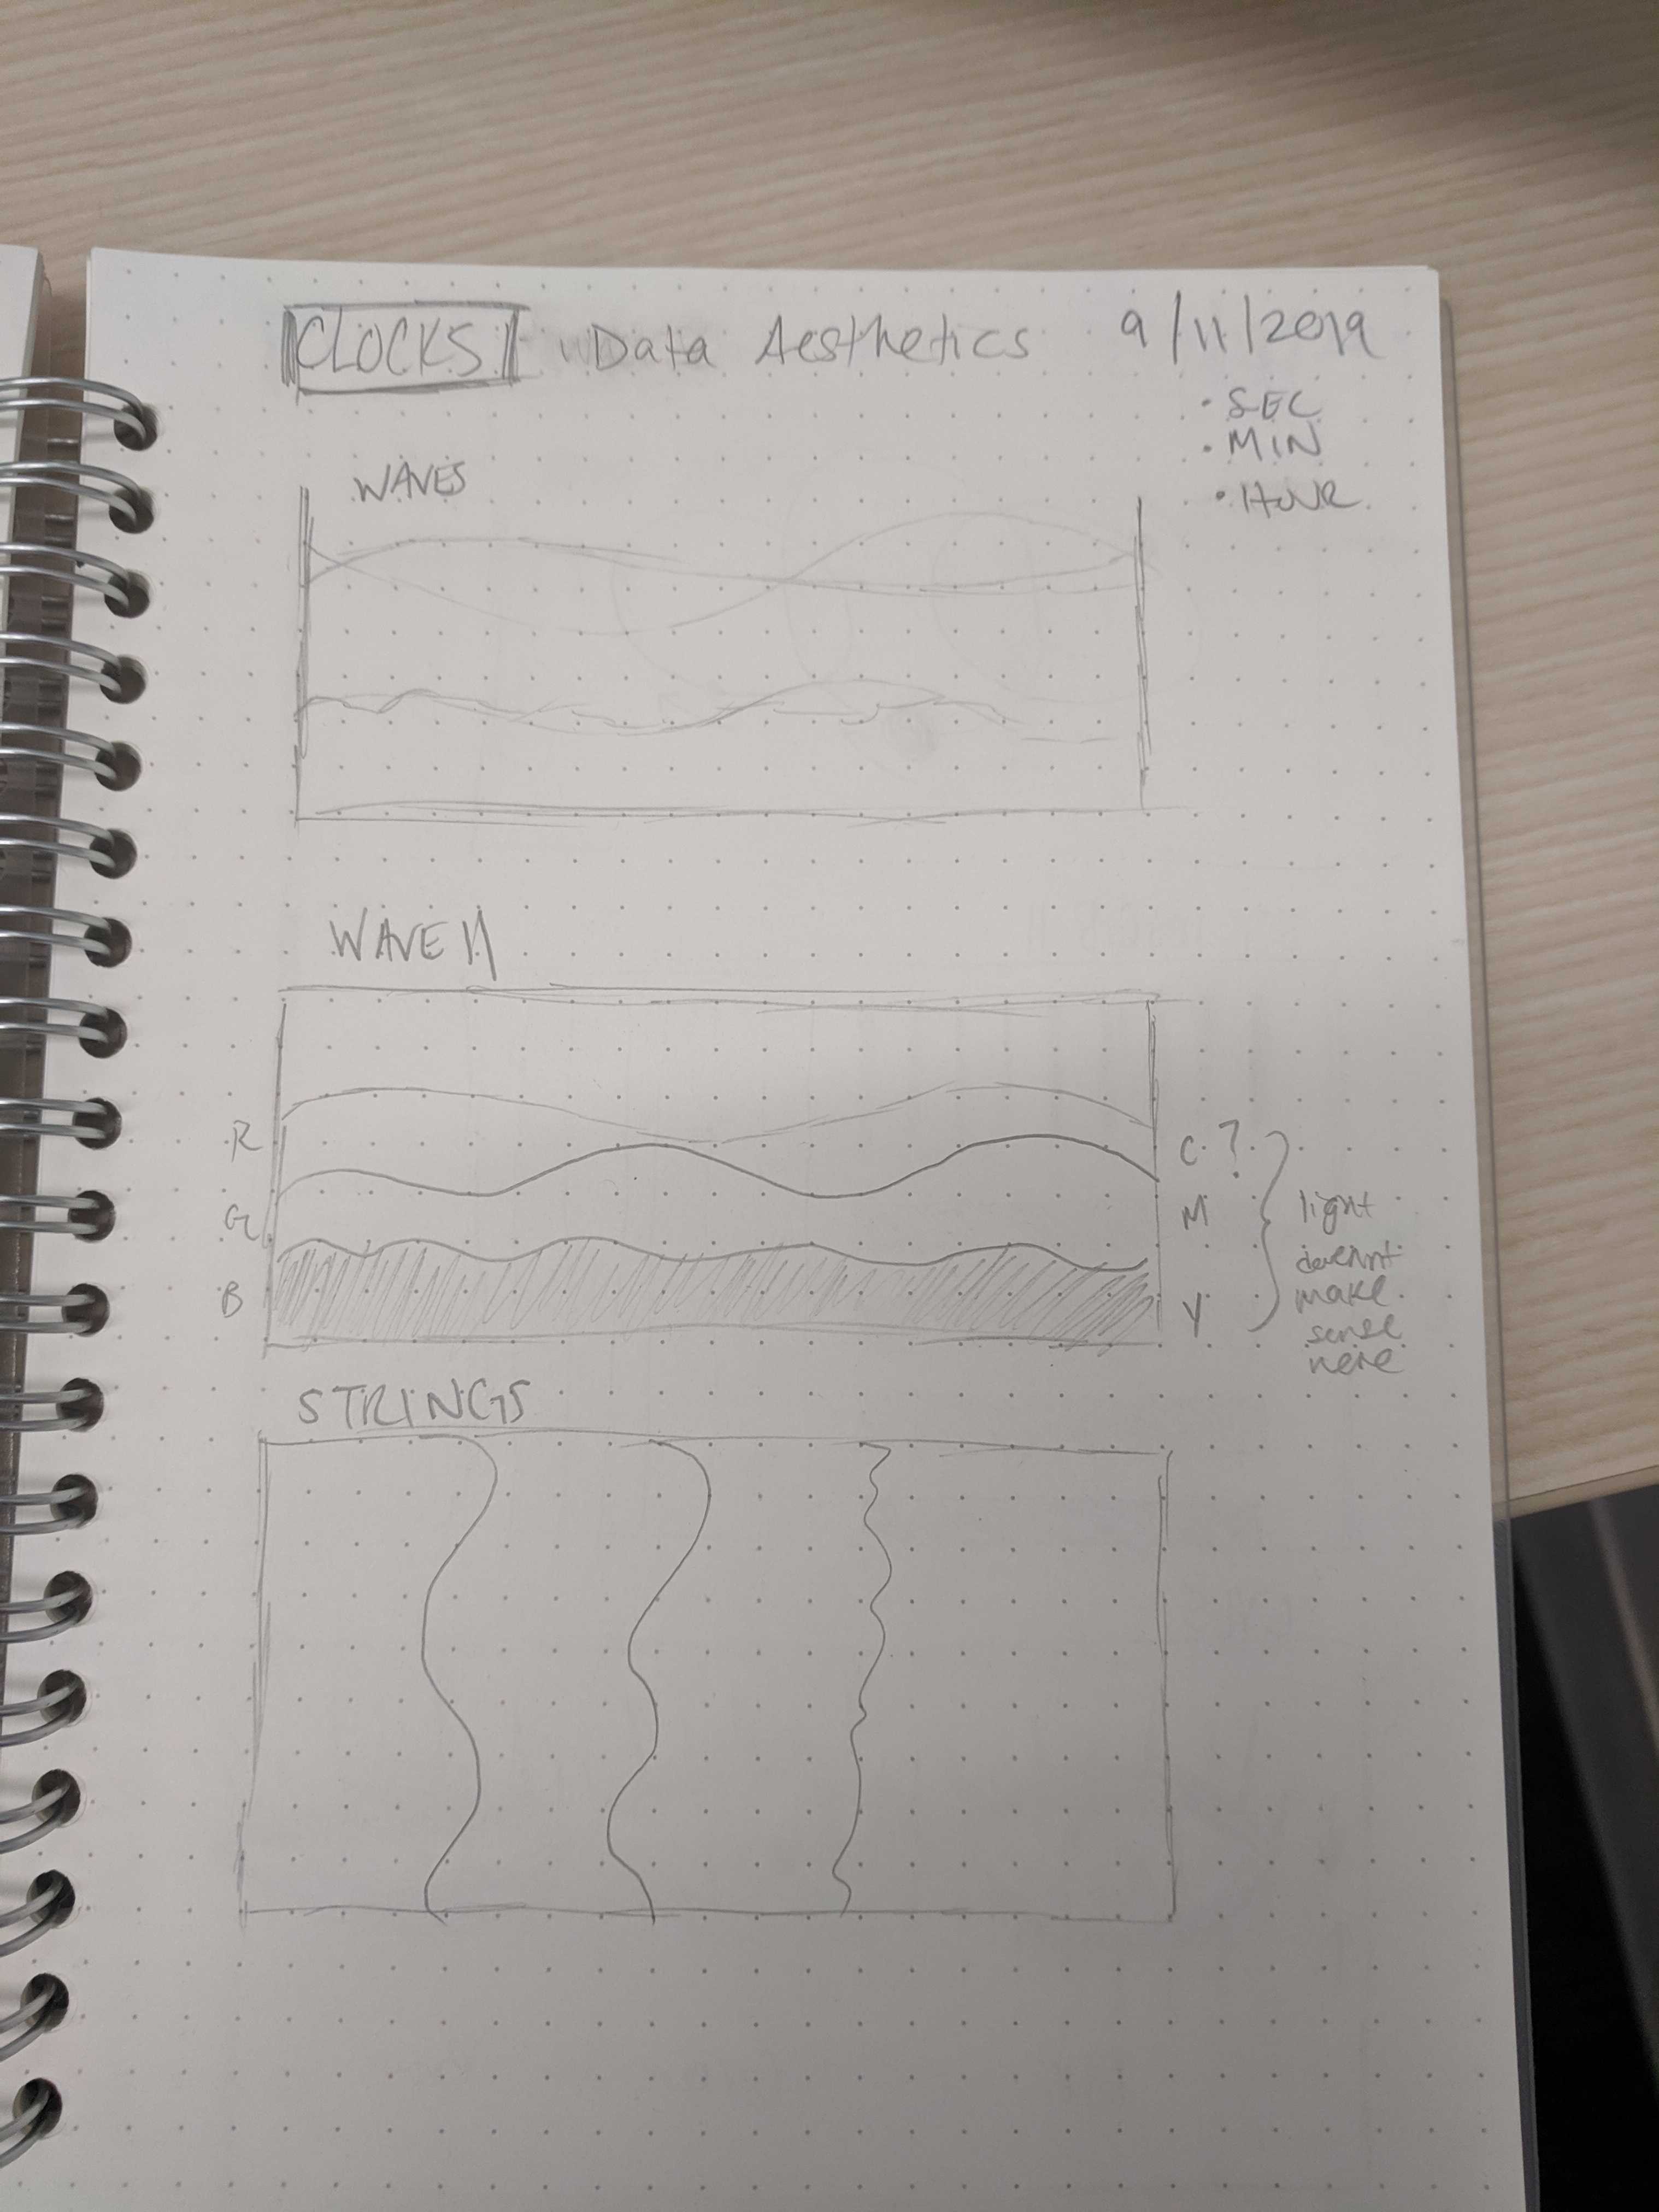 CLOCKS Data Aesthetics 9/11/2019
• SEC
• MIN
• HOUR
WAVES
WAVE II
R
G
B
C ?
M
Y
light
doesn't
make
sense
here
STRINGS